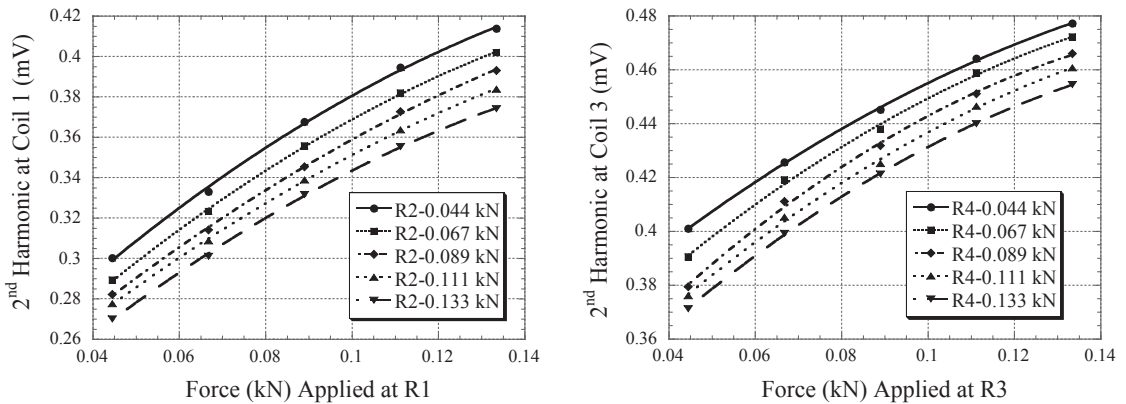 2nd Harmonic at Coil 1 (mV)
0.42
0.4
0.38
0.36
0.34
0.32
0.3
0.28
0.26
0.04
0.06
0.08
0.1
0.12
0.14
Force (kN) Applied at R1
R2-0.044 kN
R2-0.067 kN
R2-0.089 kN
R2-0.111 kN
R2-0.133 kN
2nd Harmonic at Coil 3 (mV)
0.48
0.46
0.44
0.42
0.4
0.38
0.36
0.04
0.06
0.08
0.1
0.12
0.14
Force (kN) Applied at R3
R4-0.044 kN
R4-0.067 kN
R4-0.089 kN
R4-0.111 kN
R4-0.133 kN